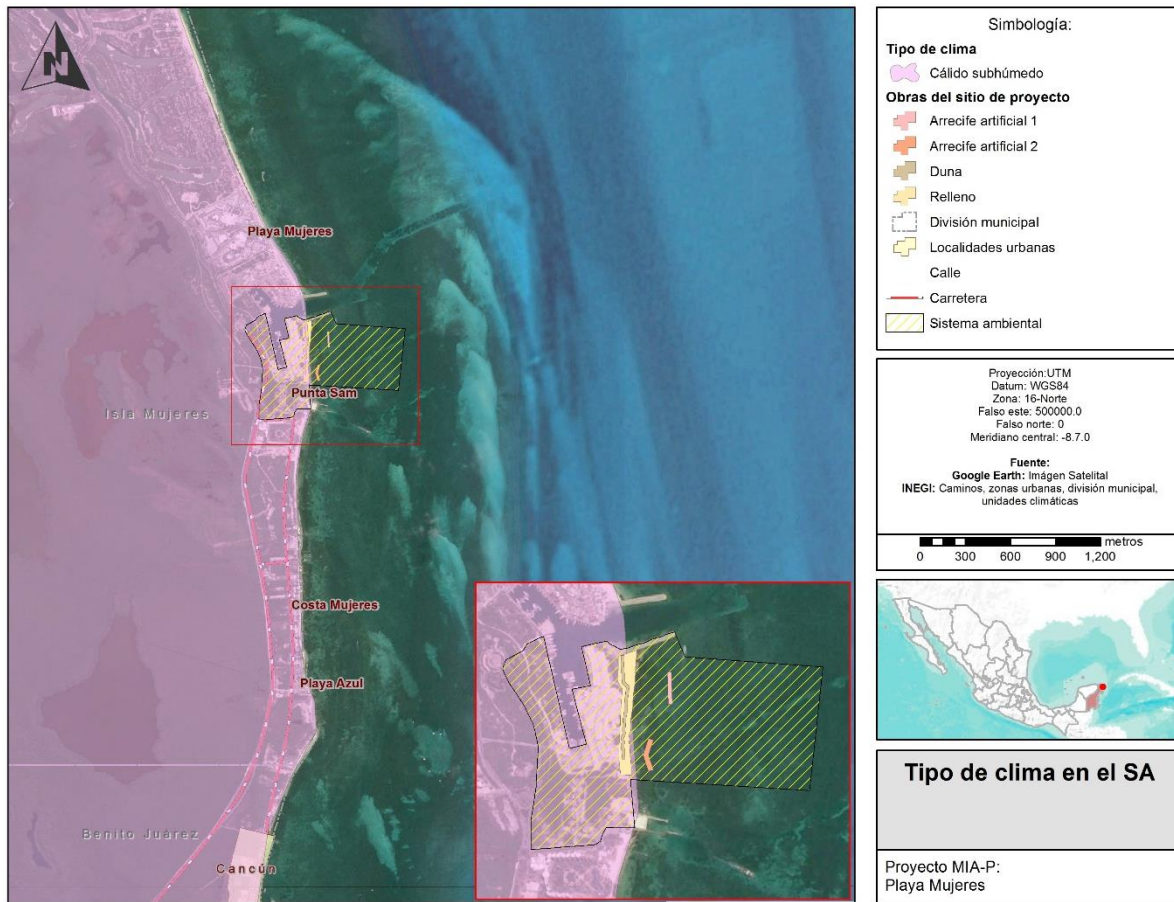 N
Playa Mujeres
Punta Sam
Isla Mujeres
Costa Mujeres
Playa Azul
Benito Juárez
Cancún
Simbología:
Tipo de clima
Cálido subhúmedo
Obras del sitio de proyecto
Arrecife artificial 1
Arrecife artificial 2
Duna
Relleno
División municipal
Localidades urbanas
Calle
Carretera
Sistema ambiental
Proyección:UTM
Datum: WGS84
Zona: 16-Norte
Falso este: 500000.0
Falso norte: 0
Meridiano central: -8.7.0
Fuente:
Google Earth: Imágen Satelital
INEGI: Caminos, zonas urbanas, división municipal,
unidades climáticas
metros
0 300 600 900 1,200
Tipo de clima en el SA
Proyecto MIA-P:
Playa Mujeres